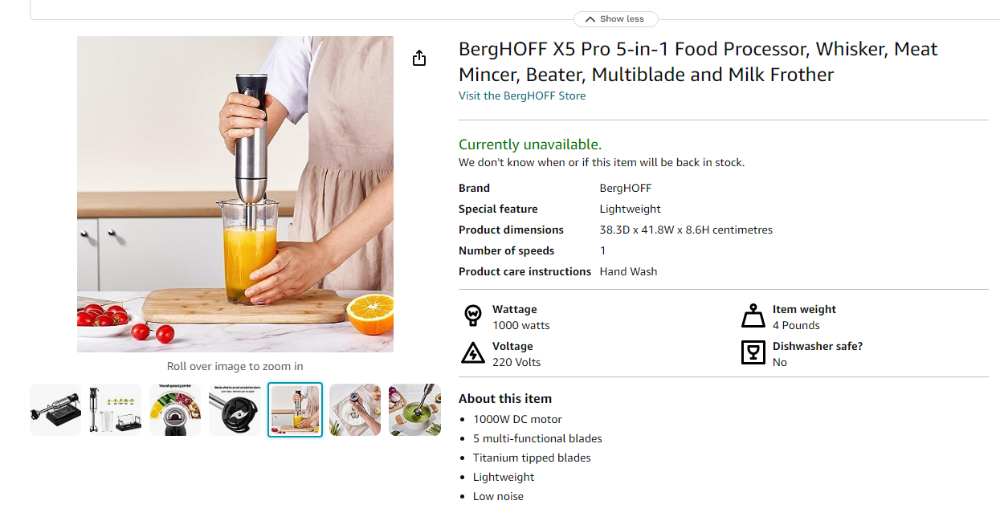 Show less
BergHOFF X5 Pro 5-in-1 Food Processor, Whisker, Meat
Mincer, Beater, Multiblade and Milk Frother
Visit the BergHOFF Store
Currently unavailable.
We don't know when or if this item will be back in stock.
Brand BergHOFF
Special feature Lightweight
Product dimensions 38.3D x 41.8W x 8.6H centimetres
Number of speeds 1
Product care instructions Hand Wash
Wattage
1000 watts
Item weight
4 Pounds
Voltage
220 Volts
Dishwasher safe?
No
Roll over image to zoom in
Visual speed pointer
About this item
1000W DC motor
5 multi-functional blades
Titanium tipped blades
Lightweight
Low noise